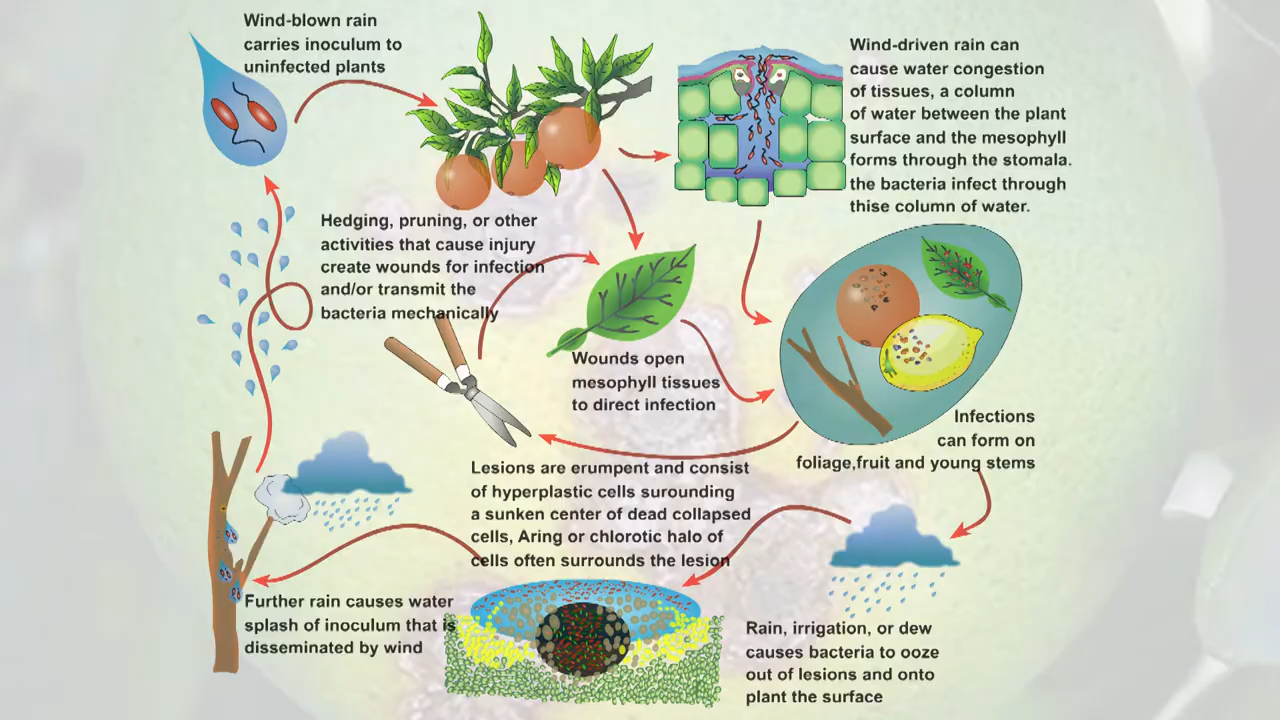 Wind-blown rain
carries inoculum to
uninfected plants
Wind-driven rain can
cause water congestion
of tissues, a column
of water between the plant
surface and the mesophyll
forms through the stomala.
the bacteria infect through
thise column of water.
Hedging, pruning, or other
activities that cause injury
create wounds for infection
and/or transmit the
bacteria mechanically
Wounds open
mesophyll tissues
to direct infection
Infections
can form on
foliage,fruit and young stems
Lesions are erumpent and consist
of hyperplastic cells surounding
a sunken center of dead collapsed
cells, Aring or chlorotic halo of
cells often surrounds the lesion
Further rain causes water
splash of inoculum that is
disseminated by wind
Rain, irrigation, or dew
causes bacteria to ooze
out of lesions and onto
plant the surface